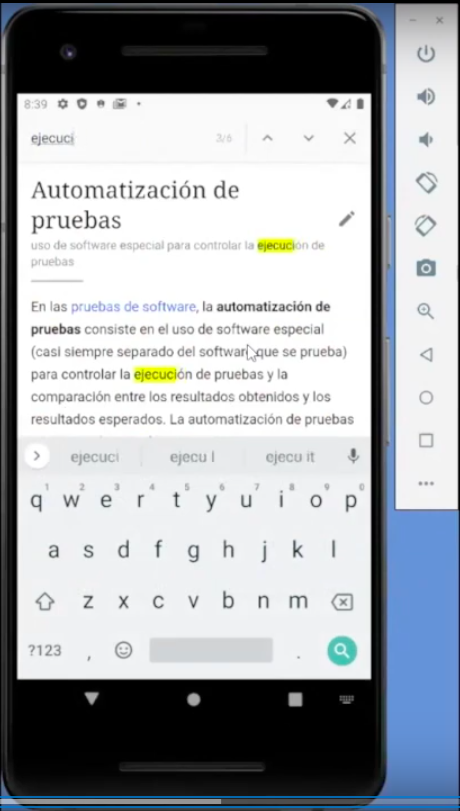 8:39
ejecuci 3/6
Automatización de
pruebas
uso de software especial para controlar la ejecución de
pruebas
En las pruebas de software, la automatización de
pruebas consiste en el uso de software especial
(casi siempre separado del software que se prueba)
para controlar la ejecución de pruebas y la
comparación entre los resultados obtenidos y los
resultados esperados. La automatización de pruebas
ejecuci ejecu l ejecu it
1 2 3 4 5 6 7 8 9 0
q w e r t y u i o p
a s d f g h j k l
z x c v b n m
?123 , .